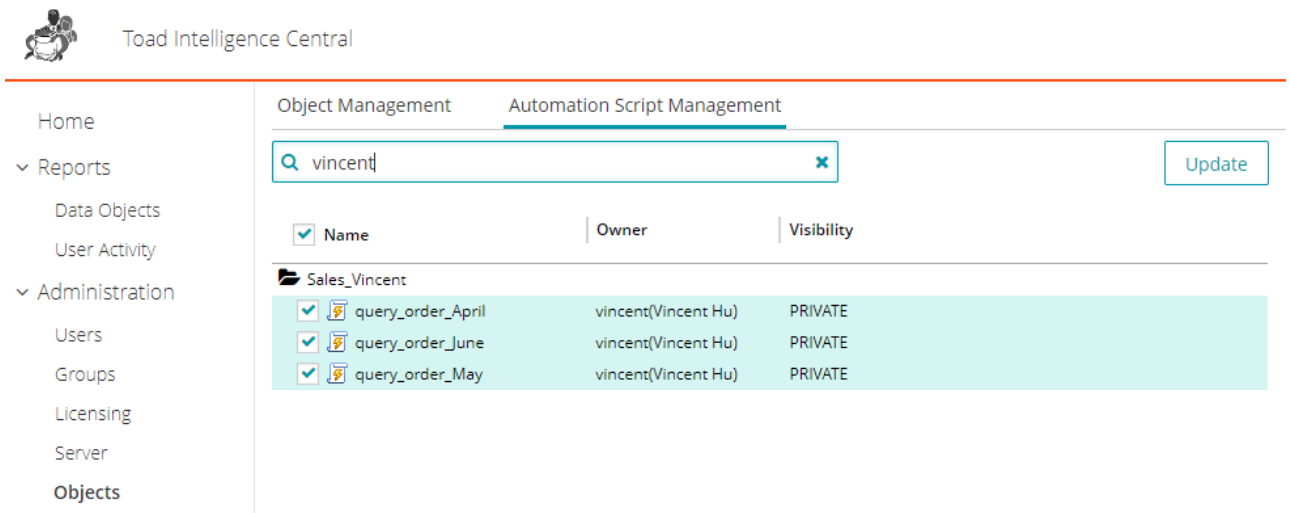 Toad Intelligence Central
Home
Reports
Data Objects
User Activity
Administration
Users
Groups
Licensing
Server
Objects
Object Management Automation Script Management
vincent Update
Name Owner Visibility
Sales_Vincent
query_order_April vincent(Vincent Hu) PRIVATE
query_order_June vincent(Vincent Hu) PRIVATE
query_order_May vincent(Vincent Hu) PRIVATE